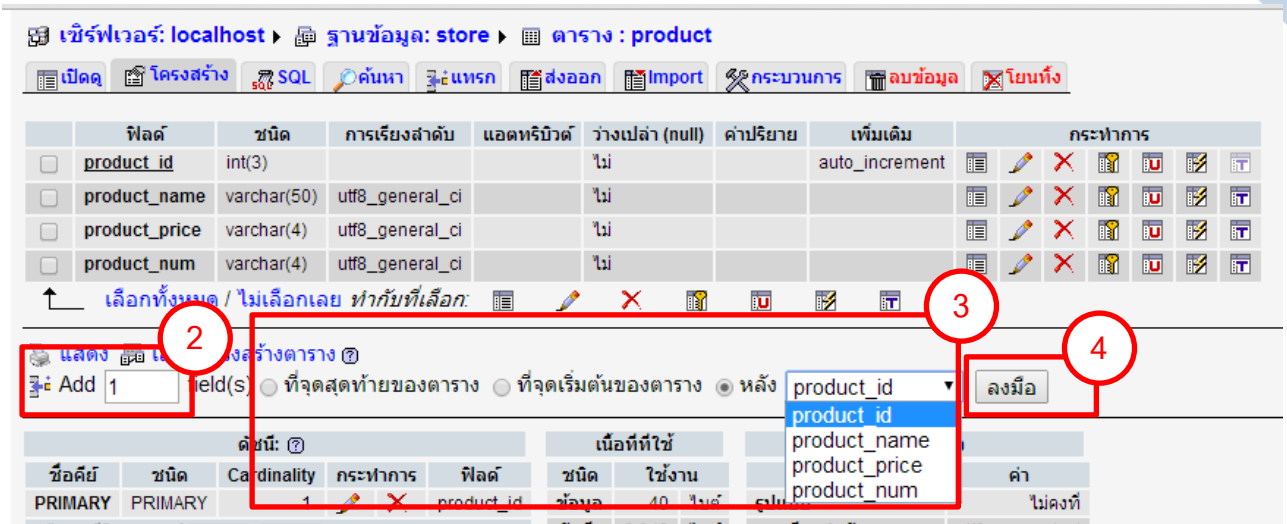 เซิร์ฟเวอร์: localhost ▸ ฐานข้อมูล: store ▸ ตาราง : product
เปิดดู โครงสร้าง SQL ค้นหา แทรก ส่งออก Import กระบวนการ ลบข้อมูล โยนทิ้ง
ฟิลด์ ชนิด การเรียงลำดับ แอตทริบิวต์ ว่างเปล่า (null) ค่าปริยาย เพิ่มเติม กระทำการ
product_id int(3) ไม่ auto_increment
product_name varchar(50) utf8_general_ci ไม่
product_price varchar(4) utf8_general_ci ไม่
product_num varchar(4) utf8_general_ci ไม่
เลือกทั้งหมด / ไม่เลือกเลย ทำกับที่เลือก:
2 3 4
แสดง
Add 1 field(s) ที่จุดสุดท้ายของตาราง ที่จุดเริ่มต้นของตาราง หลัง product_id ลงมือ
product_id
product_name
product_price
product_num
ดัชนี: เนื้อที่ที่ใช้
ชื่อคีย์ ชนิด Cardinality กระทำการ ฟิลด์ ชนิด ใช้งาน ค่า
PRIMARY PRIMARY 1 product_id ข้อมูล 40 ไบต์ ไม่คงที่